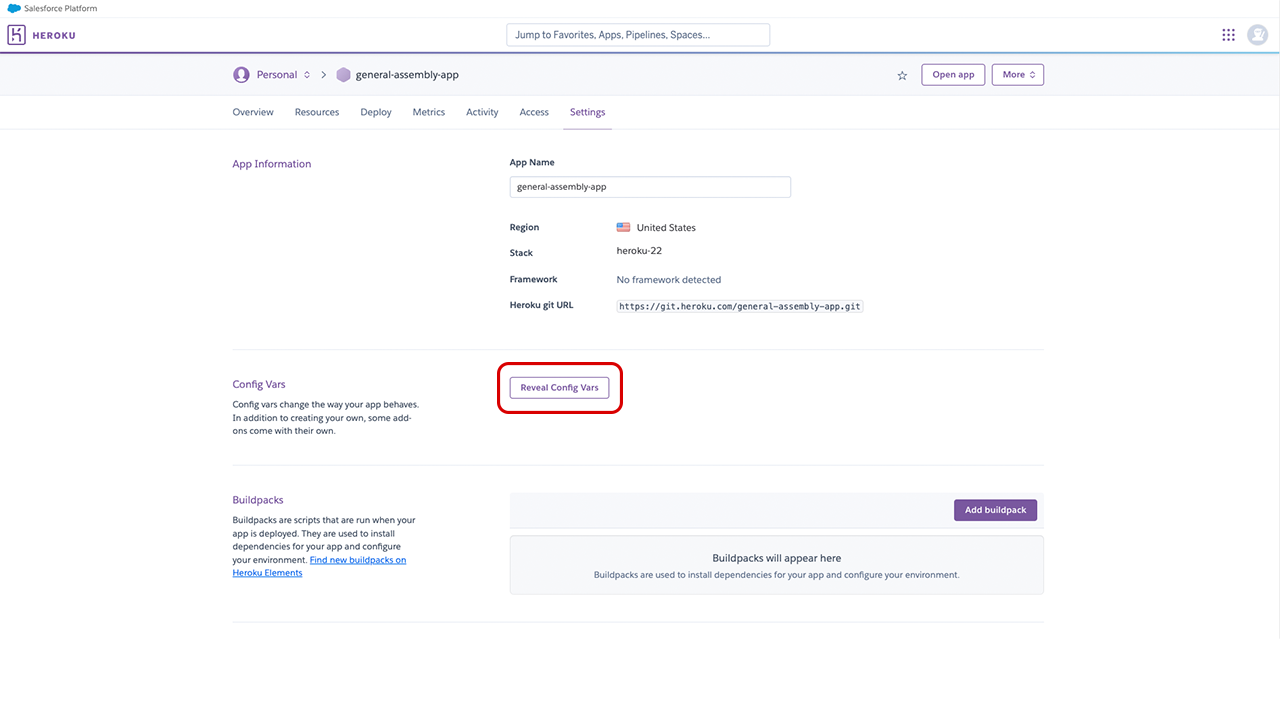 Salesforce Platform
HEROKU
Jump to Favorites, Apps, Pipelines, Spaces...
Personal
general-assembly-app
Open app
More
Overview
Resources
Deploy
Metrics
Activity
Access
Settings
App Information
App Name
general-assembly-app
Region
United States
Stack
heroku-22
Framework
No framework detected
Heroku git URL
https://git.heroku.com/general-assembly-app.git
Config Vars
Config vars change the way your app behaves.
In addition to creating your own, some add-
ons come with their own.
Reveal Config Vars
Buildpacks
Buildpacks are scripts that are run when your
app is deployed. They are used to install
dependencies for your app and configure
your environment. Find new buildpacks on
Heroku Elements
Add buildpack
Buildpacks will appear here
Buildpacks are used to install dependencies for your app and configure your environment.